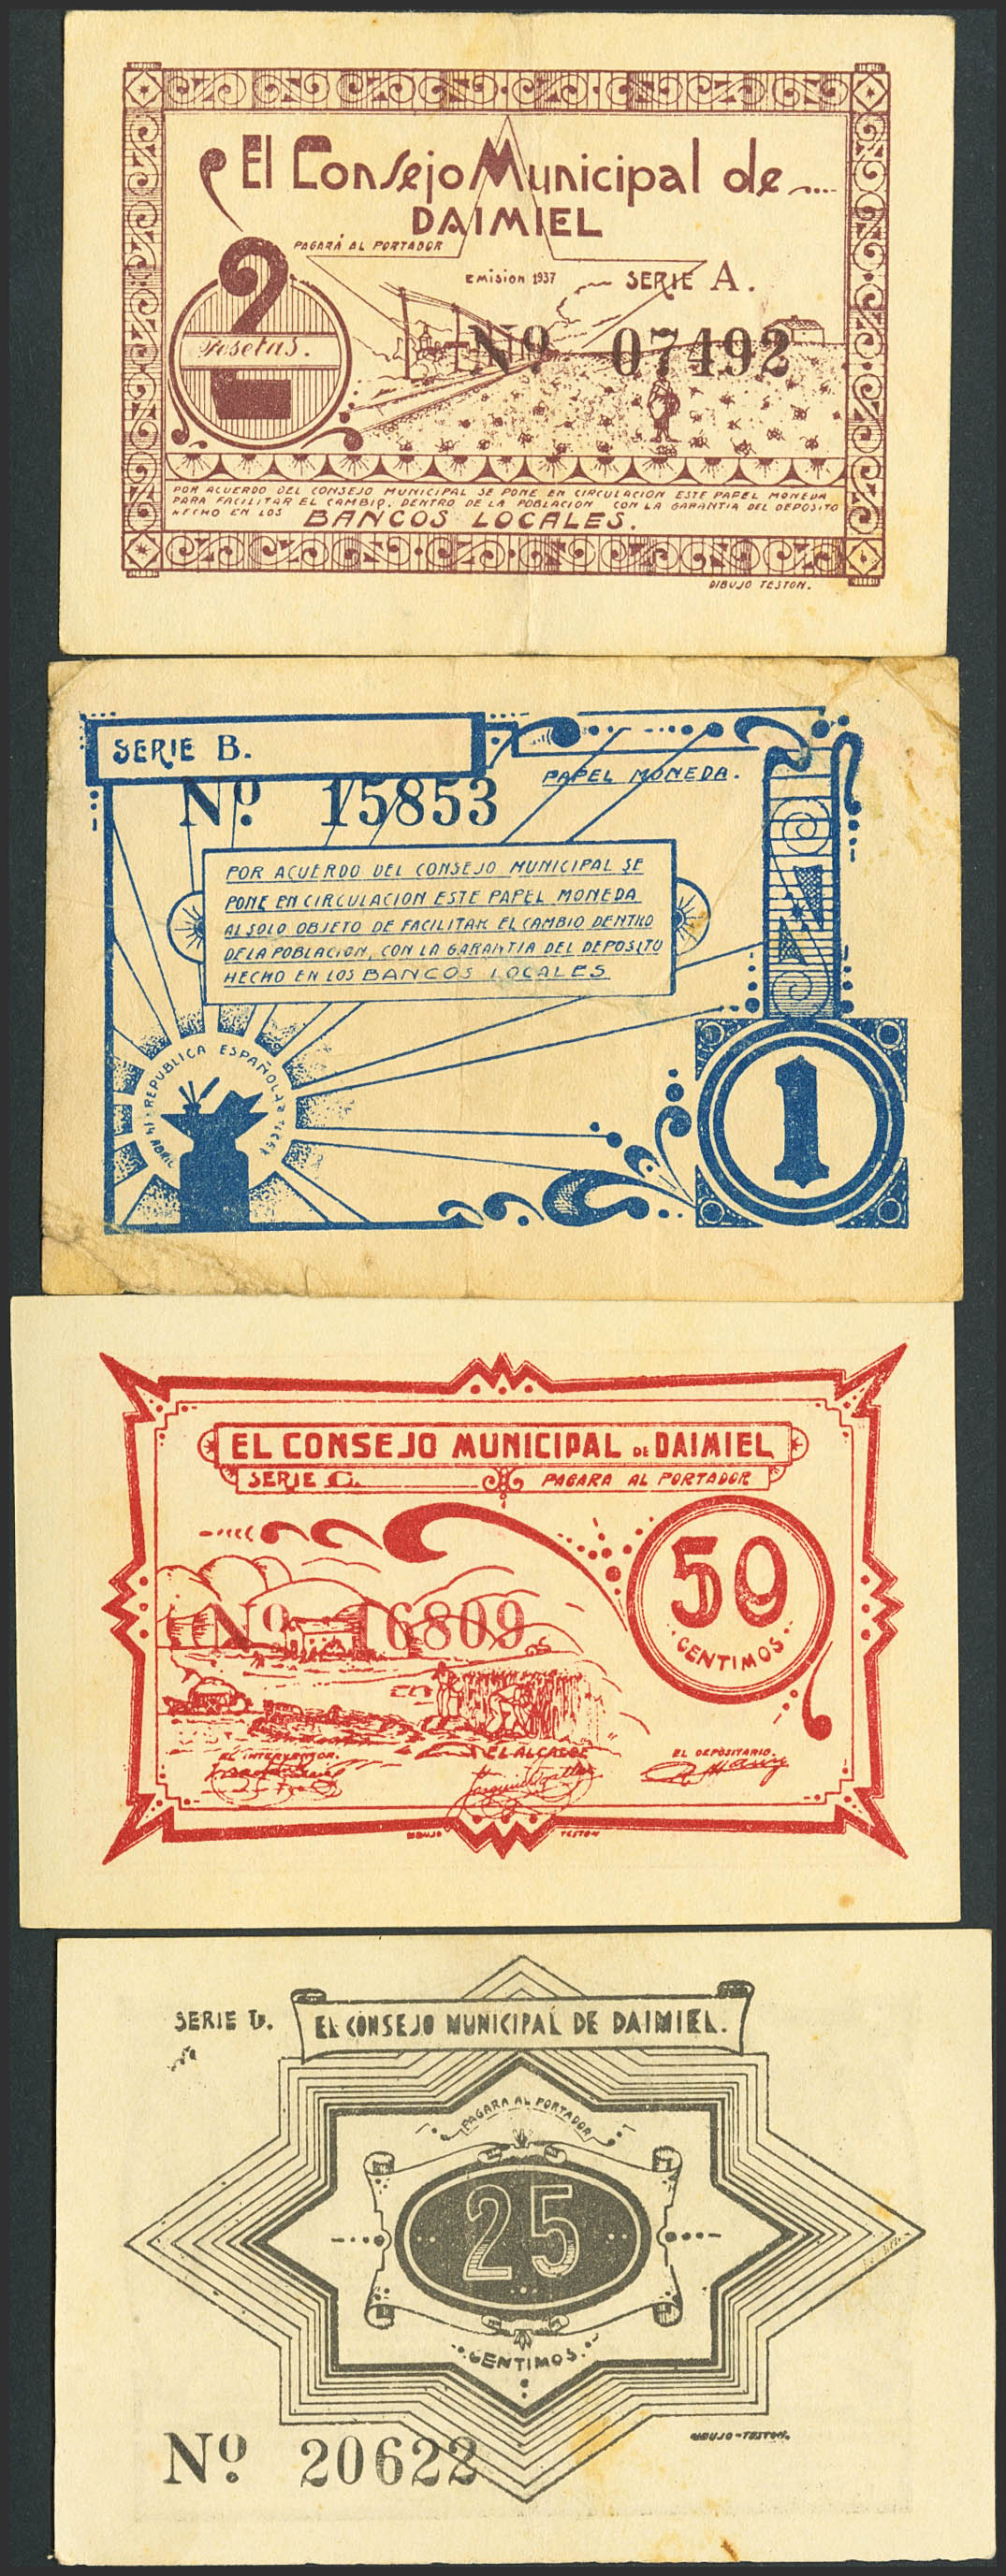 El Consejo Municipal de....
DAIMIEL
PAGARÁ AL PORTADOR
EMISION 1937
SERIE A.
2
Pesetas.
Nº 07492
POR ACUERDO DEL CONSEJO MUNICIPAL SE PONE EN CIRCULACION ESTE PAPEL MONEDA
PARA FACILITAR EL CAMBIO, DENTRO DE LA POBLACION CON LA GARANTIA DEL DEPOSITO
HECHO EN LOS BANCOS LOCALES.
DIBUJO TESTON.
SERIE B.
PAPEL MONEDA.
Nº. 15853
POR ACUERDO DEL CONSEJO MUNICIPAL SE
PONE EN CIRCULACION ESTE PAPEL MONEDA
AL SOLO OBJETO DE FACILITAR EL CAMBIO DENTRO
DE LA POBLACION, CON LA GARANTIA DEL DEPOSITO
HECHO EN LOS BANCOS LOCALES
UNA
REPUBLICA ESPAÑOLA
14 ABRIL
1
EL CONSEJO MUNICIPAL DE DAIMIEL
SERIE C.
PAGARA AL PORTADOR
50
CENTIMOS
Nº 16809
EL INTERVENTOR.
EL ALCALDE
EL DEPOSITARIO.
DIBUJO TESTON
SERIE D.
EL CONSEJO MUNICIPAL DE DAIMIEL.
PAGARA AL PORTADOR
25
CENTIMOS.
DIBUJO-TESTON.
Nº. 20622